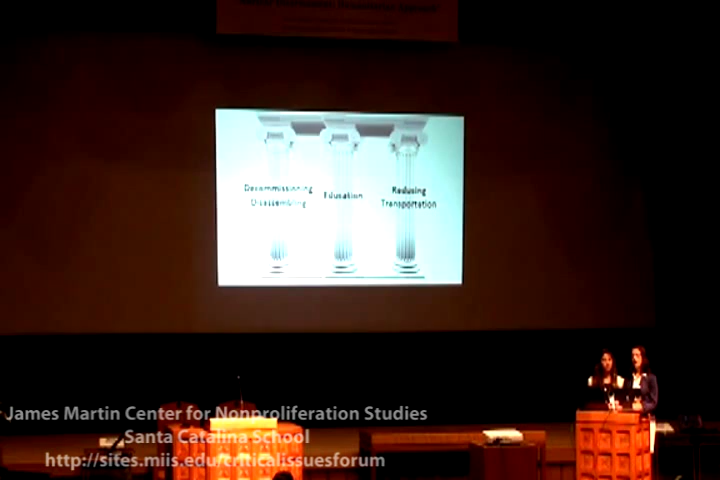 Decommissioning
Disassembling
Education
Reducing
Transportation
James Martin Center for Nonproliferation Studies
Santa Catalina School
http://sites.miis.edu/criticalissuesforum